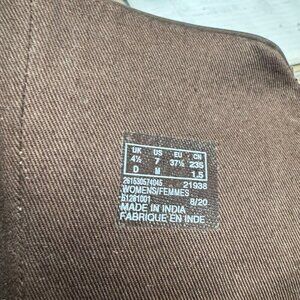 UK US EU CN
4½ 7 37½ 235
D M 1.5
261530574045 21938
WOMENS/FEMMES
61281001 8/20
MADE IN INDIA
FABRIQUE EN INDE